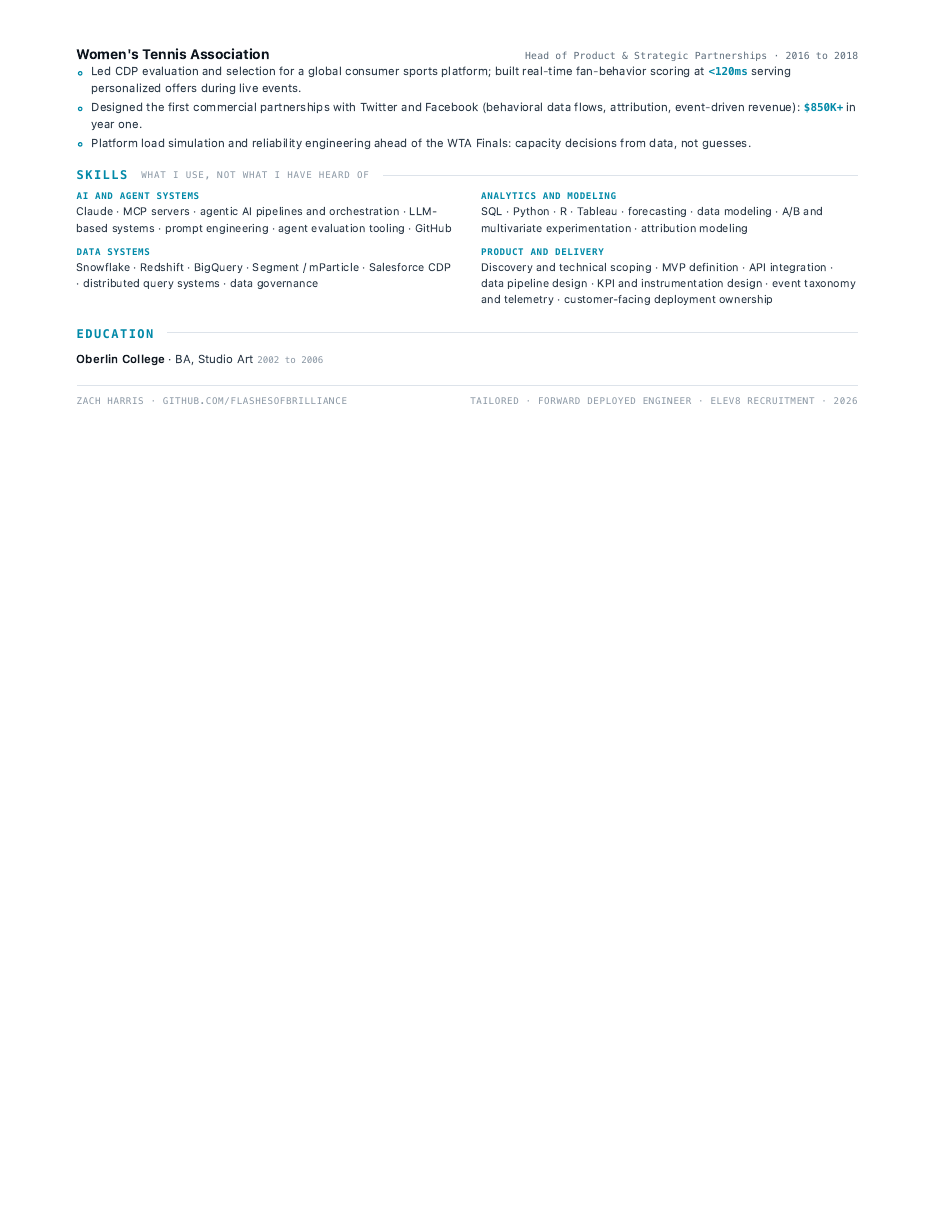 Women's Tennis Association
Head of Product & Strategic Partnerships · 2016 to 2018
Led CDP evaluation and selection for a global consumer sports platform; built real-time fan-behavior scoring at <120ms serving
personalized offers during live events.
Designed the first commercial partnerships with Twitter and Facebook (behavioral data flows, attribution, event-driven revenue): $850K+ in
year one.
Platform load simulation and reliability engineering ahead of the WTA Finals: capacity decisions from data, not guesses.
SKILLS WHAT I USE, NOT WHAT I HAVE HEARD OF
AI AND AGENT SYSTEMS
Claude · MCP servers · agentic AI pipelines and orchestration · LLM-
based systems · prompt engineering · agent evaluation tooling · GitHub
ANALYTICS AND MODELING
SQL · Python · R · Tableau · forecasting · data modeling · A/B and
multivariate experimentation · attribution modeling
DATA SYSTEMS
Snowflake · Redshift · BigQuery · Segment / mParticle · Salesforce CDP
· distributed query systems · data governance
PRODUCT AND DELIVERY
Discovery and technical scoping · MVP definition · API integration ·
data pipeline design · KPI and instrumentation design · event taxonomy
and telemetry · customer-facing deployment ownership
EDUCATION
Oberlin College · BA, Studio Art 2002 to 2006
ZACH HARRIS · GITHUB.COM/FLASHESOFBRILLIANCE
TAILORED · FORWARD DEPLOYED ENGINEER · ELEV8 RECRUITMENT · 2026